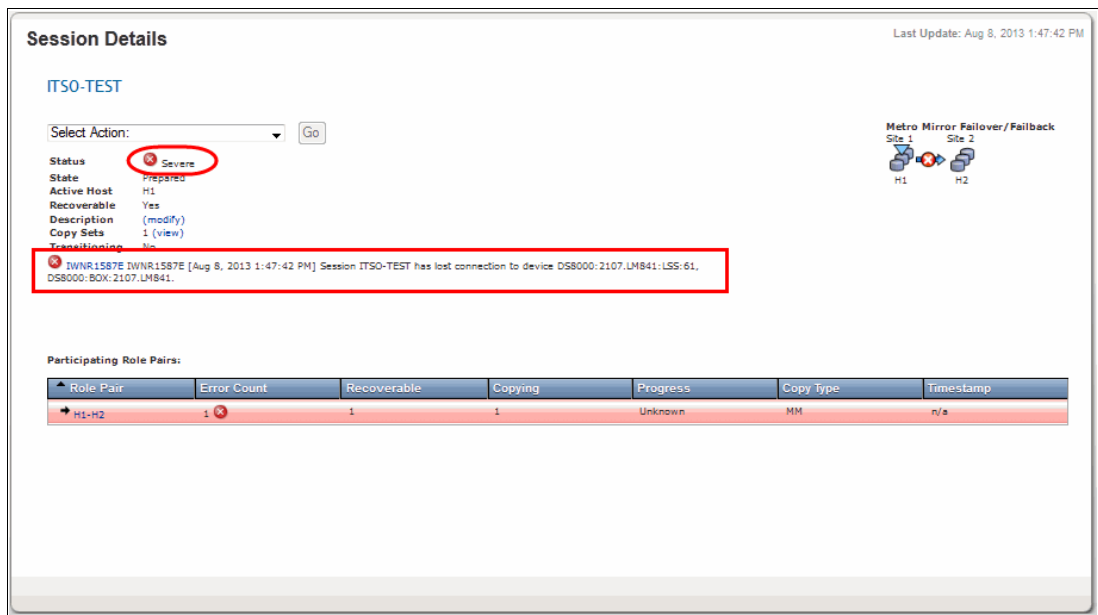 Session Details
Last Update: Aug 8, 2013 1:47:42 PM
ITSO-TEST
Select Action:
Go
Metro Mirror Failover/Failback
Site 1 Site 2
H1 H2
Status Severe
State Prepared
Active Host H1
Recoverable Yes
Description (modify)
Copy Sets 1 (view)
Transitioning No
IWNR1587E IWNR1587E [Aug 8, 2013 1:47:42 PM] Session ITSO-TEST has lost connection to device DS8000:2107.LM841:LSS:61,
DS8000:BOX:2107.LM841.
Participating Role Pairs:
Role Pair Error Count Recoverable Copying Progress Copy Type Timestamp
H1-H2 1 1 1 Unknown MM n/a